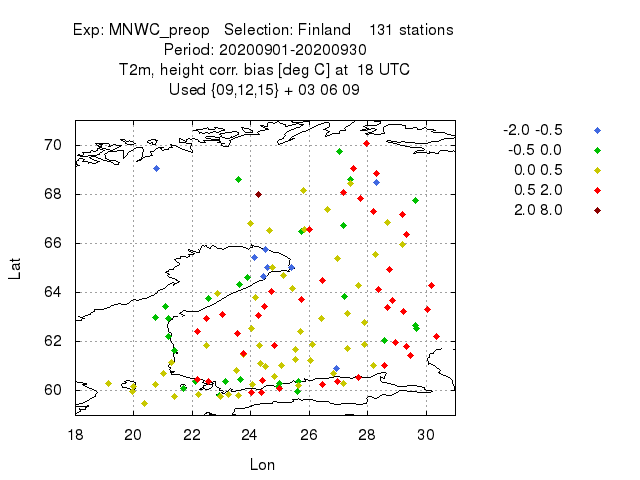 Exp: MNWC_preop   Selection: Finland    131 stations
Period: 20200901-20200930
T2m, height corr. bias [deg C] at  18 UTC
Used {09,12,15} + 03 06 09
-2.0 -0.5
-0.5 0.0
0.0 0.5
0.5 2.0
2.0 8.0
Lat
70
68
66
64
62
60
18 20 22 24 26 28 30
Lon